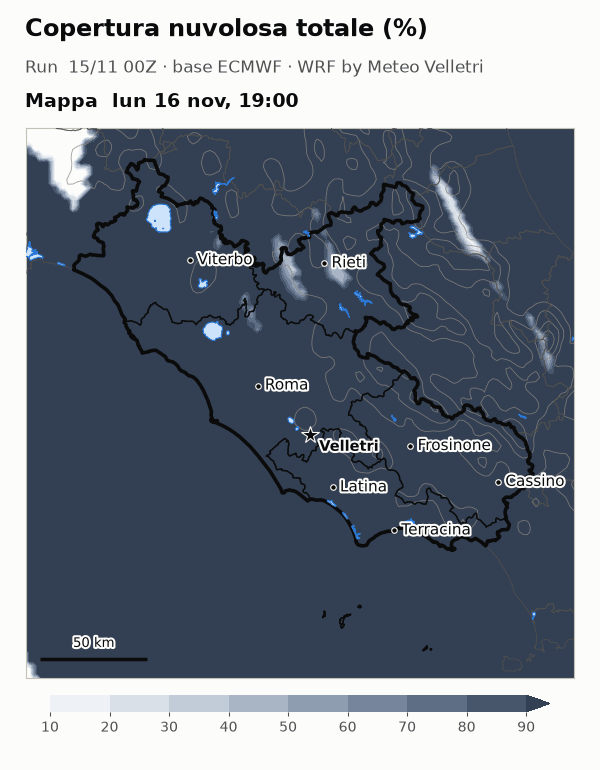 Copertura nuvolosa totale (%)
Run  15/11 00Z · base ECMWF · WRF by Meteo Velletri
Mappa  lun 16 nov, 19:00
Viterbo
Rieti
Roma
Velletri
Frosinone
Latina
Cassino
Terracina
50 km
10 20 30 40 50 60 70 80 90